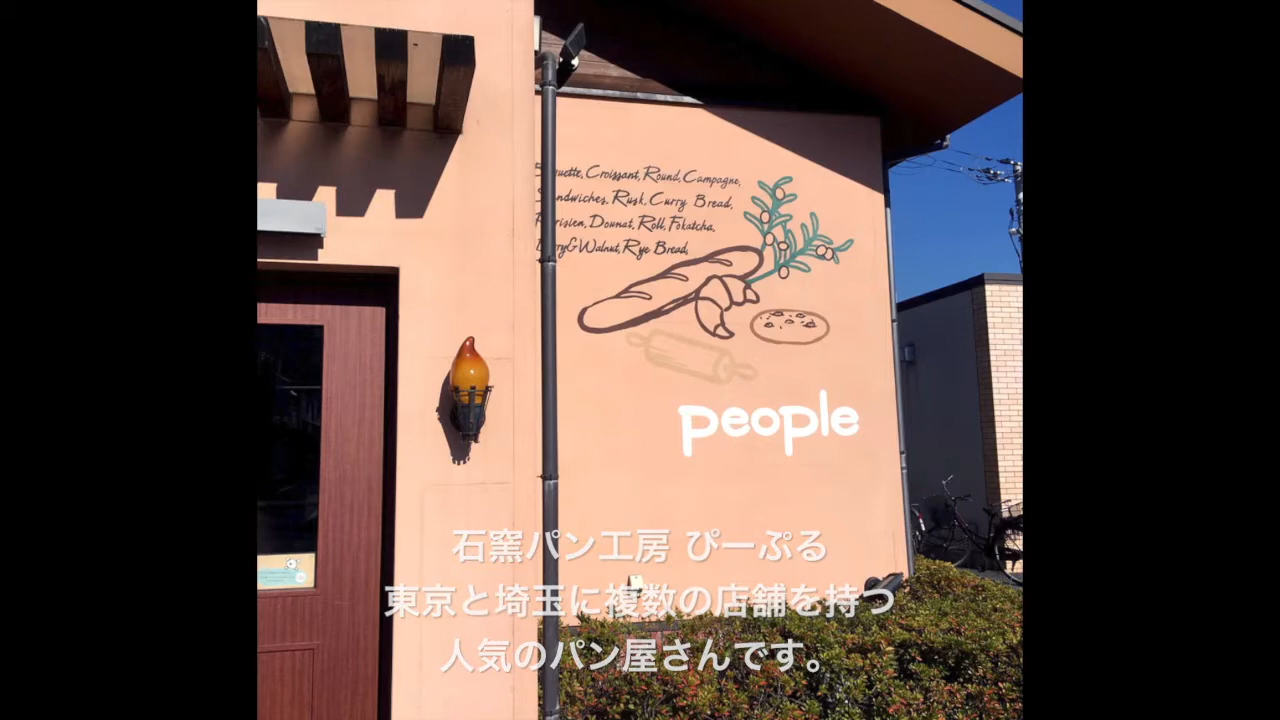 Croissant, Round, Campagne,
Rusk, Curry Bread,
Dounat, Roll, Fokatcha,
& Walnut, Rye Bread,
people
石窯パン工房 ぴーぷる
東京と埼玉に複数の店舗を持つ
人気のパン屋さんです。